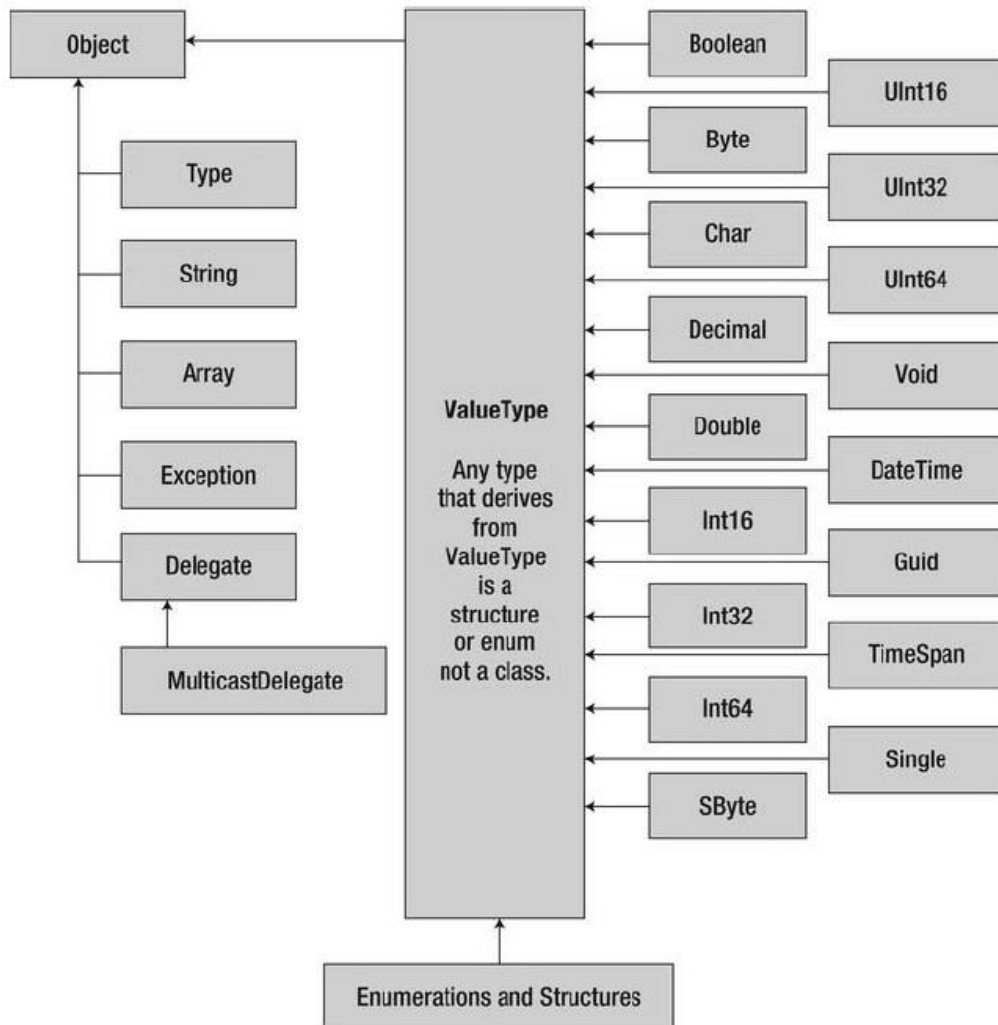 Object
Type
String
Array
Exception
Delegate
MulticastDelegate
ValueType
Any type
that derives
from
ValueType
is a
structure
or enum
not a class.
Boolean
UInt16
Byte
UInt32
Char
UInt64
Decimal
Void
Double
DateTime
Int16
Guid
Int32
TimeSpan
Int64
Single
SByte
Enumerations and Structures